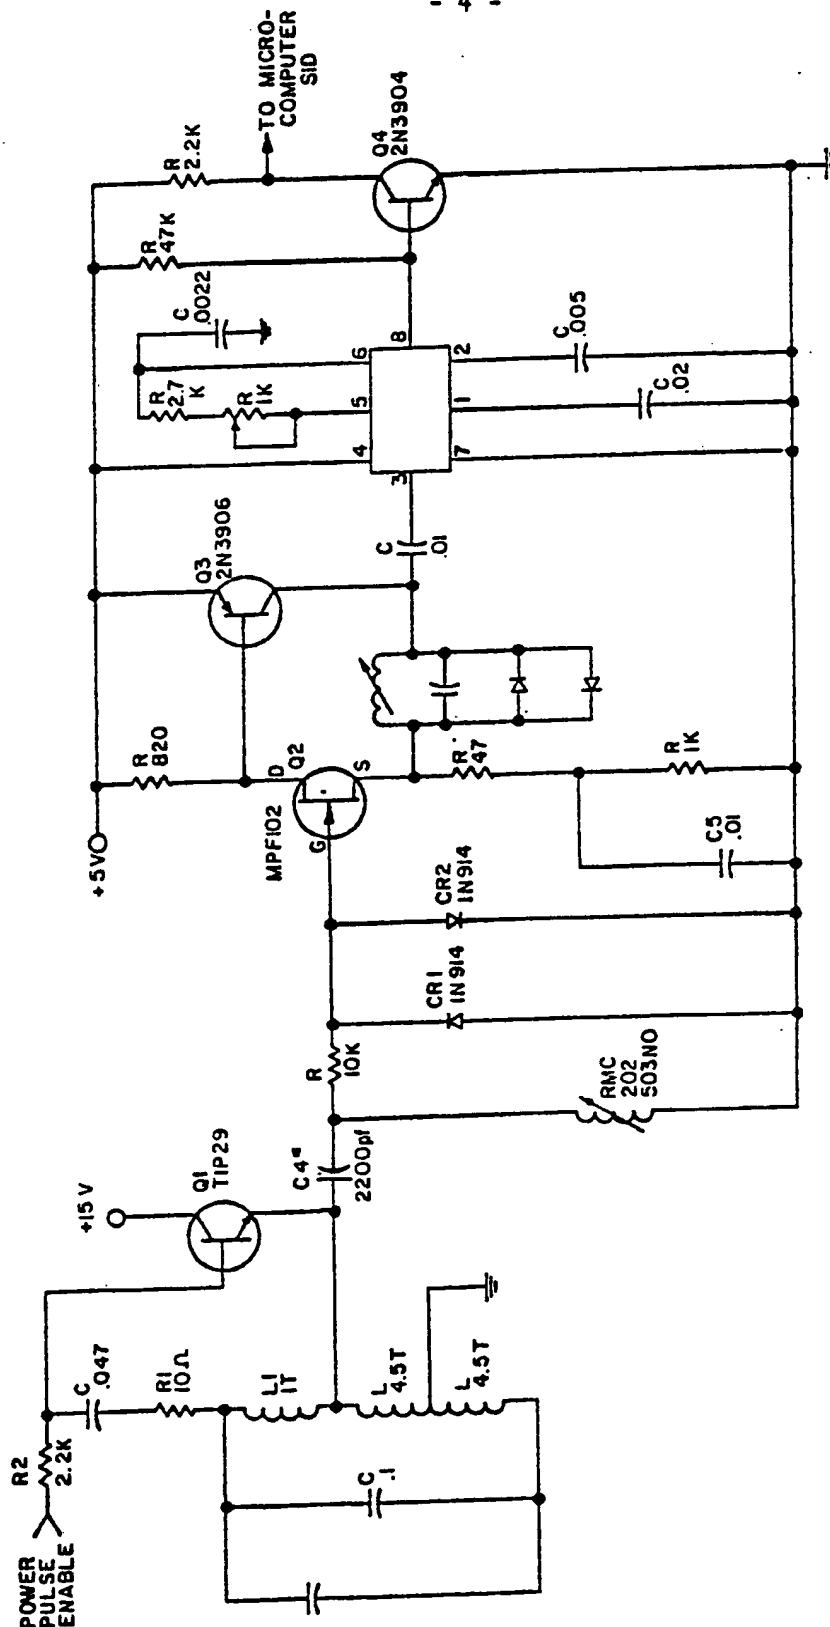 - 4 -
POWER
PULSE
ENABLE
R2
2.2K
C
.047
R1
10Ω
L1
1T
L
4.5T
L
4.5T
C
.1
+15V
Q1
TIP29
C4*
2200pf
RMC
202
503NO
R
10K
CR1
1N914
CR2
1N914
+5V
R
820
MPF102
G
D
Q2
S
R
47
C5
.01
R
1K
Q3
2N3906
C
.01
3
4
5
6
8
7
1
2
R
2.7
K
R
1K
C
.0022
C
.02
C
.005
R
47K
R
2.2K
TO MICRO-
COMPUTER
SID
Q4
2N3904